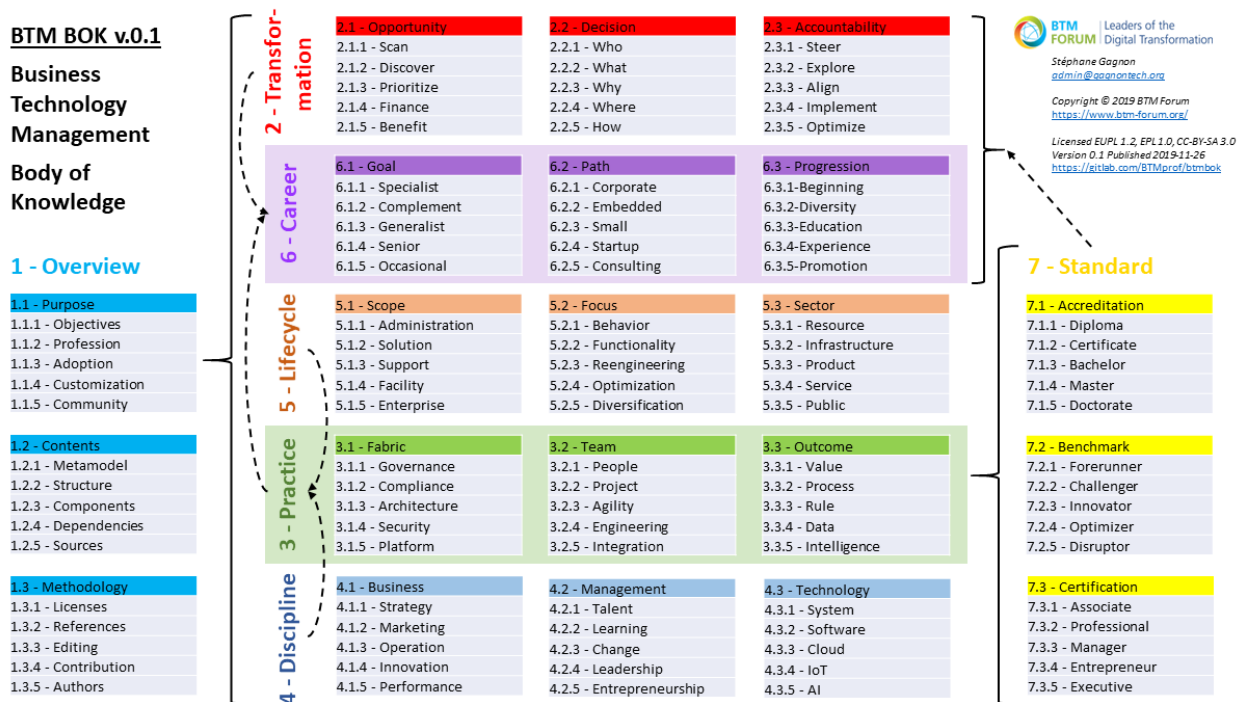 BTM BOK v.0.1
Business
Technology
Management
Body of
Knowledge
1 - Overview
1.1 - Purpose
1.1.1 - Objectives
1.1.2 - Profession
1.1.3 - Adoption
1.1.4 - Customization
1.1.5 - Community
1.2 - Contents
1.2.1 - Metamodel
1.2.2 - Structure
1.2.3 - Components
1.2.4 - Dependencies
1.2.5 - Sources
1.3 - Methodology
1.3.1 - Licenses
1.3.2 - References
1.3.3 - Editing
1.3.4 - Contribution
1.3.5 - Authors
2 - Transfor-
mation
2.1 - Opportunity
2.1.1 - Scan
2.1.2 - Discover
2.1.3 - Prioritize
2.1.4 - Finance
2.1.5 - Benefit
2.2 - Decision
2.2.1 - Who
2.2.2 - What
2.2.3 - Why
2.2.4 - Where
2.2.5 - How
2.3 - Accountability
2.3.1 - Steer
2.3.2 - Explore
2.3.3 - Align
2.3.4 - Implement
2.3.5 - Optimize
6 - Career
6.1 - Goal
6.1.1 - Specialist
6.1.2 - Complement
6.1.3 - Generalist
6.1.4 - Senior
6.1.5 - Occasional
6.2 - Path
6.2.1 - Corporate
6.2.2 - Embedded
6.2.3 - Small
6.2.4 - Startup
6.2.5 - Consulting
6.3 - Progression
6.3.1-Beginning
6.3.2-Diversity
6.3.3-Education
6.3.4-Experience
6.3.5-Promotion
5 - Lifecycle
5.1 - Scope
5.1.1 - Administration
5.1.2 - Solution
5.1.3 - Support
5.1.4 - Facility
5.1.5 - Enterprise
5.2 - Focus
5.2.1 - Behavior
5.2.2 - Functionality
5.2.3 - Reengineering
5.2.4 - Optimization
5.2.5 - Diversification
5.3 - Sector
5.3.1 - Resource
5.3.2 - Infrastructure
5.3.3 - Product
5.3.4 - Service
5.3.5 - Public
3 - Practice
3.1 - Fabric
3.1.1 - Governance
3.1.2 - Compliance
3.1.3 - Architecture
3.1.4 - Security
3.1.5 - Platform
3.2 - Team
3.2.1 - People
3.2.2 - Project
3.2.3 - Agility
3.2.4 - Engineering
3.2.5 - Integration
3.3 - Outcome
3.3.1 - Value
3.3.2 - Process
3.3.3 - Rule
3.3.4 - Data
3.3.5 - Intelligence
4 - Discipline
4.1 - Business
4.1.1 - Strategy
4.1.2 - Marketing
4.1.3 - Operation
4.1.4 - Innovation
4.1.5 - Performance
4.2 - Management
4.2.1 - Talent
4.2.2 - Learning
4.2.3 - Change
4.2.4 - Leadership
4.2.5 - Entrepreneurship
4.3 - Technology
4.3.1 - System
4.3.2 - Software
4.3.3 - Cloud
4.3.4 - IoT
4.3.5 - AI
BTM FORUM
Leaders of the
Digital Transformation
Stéphane Gagnon
admin@gagnontech.org
Copyright © 2019 BTM Forum
https://www.btm-forum.org/
Licensed EUPL 1.2, EPL1.0, CC-BY-SA 3.0
Version 0.1 Published 2019-11-26
https://gitlab.com/BTMprof/btmbok
7 - Standard
7.1 - Accreditation
7.1.1 - Diploma
7.1.2 - Certificate
7.1.3 - Bachelor
7.1.4 - Master
7.1.5 - Doctorate
7.2 - Benchmark
7.2.1 - Forerunner
7.2.2 - Challenger
7.2.3 - Innovator
7.2.4 - Optimizer
7.2.5 - Disruptor
7.3 - Certification
7.3.1 - Associate
7.3.2 - Professional
7.3.3 - Manager
7.3.4 - Entrepreneur
7.3.5 - Executive